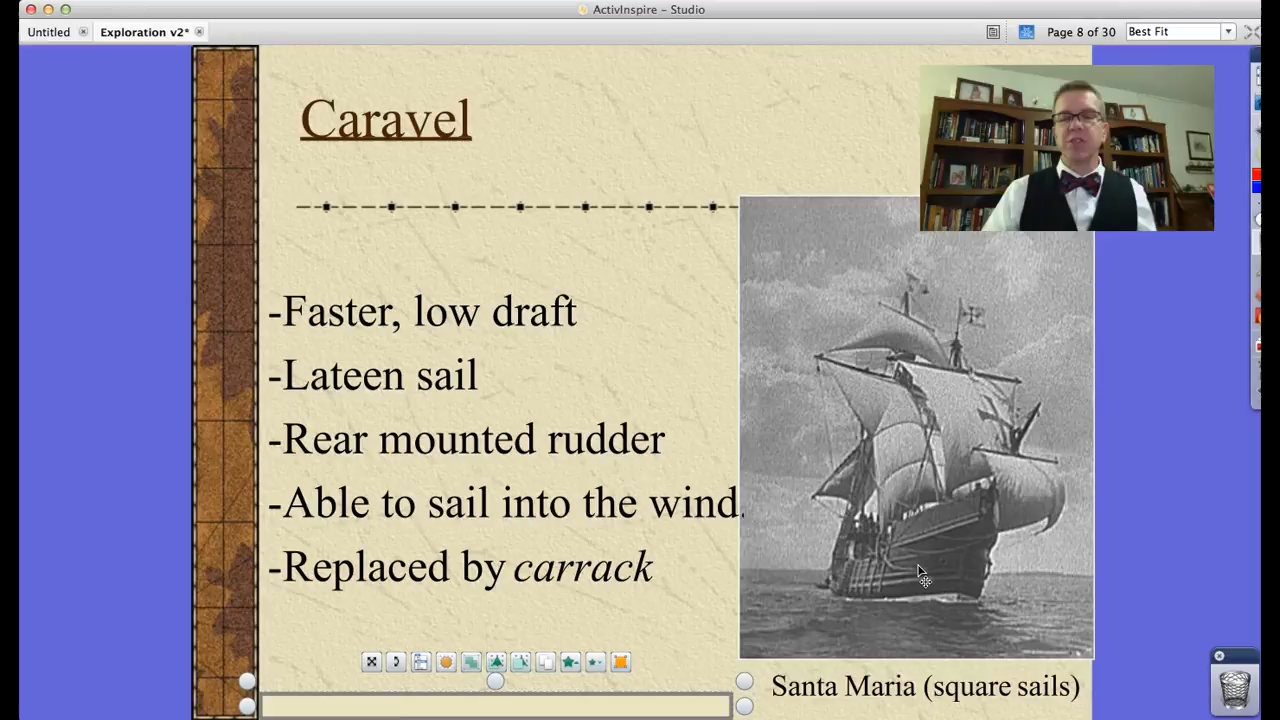 ActivInspire – Studio
Untitled
Exploration v2*
Page 8 of 30
Best Fit
Caravel
-Faster, low draft
-Lateen sail
-Rear mounted rudder
-Able to sail into the wind.
-Replaced by carrack
Santa Maria (square sails)